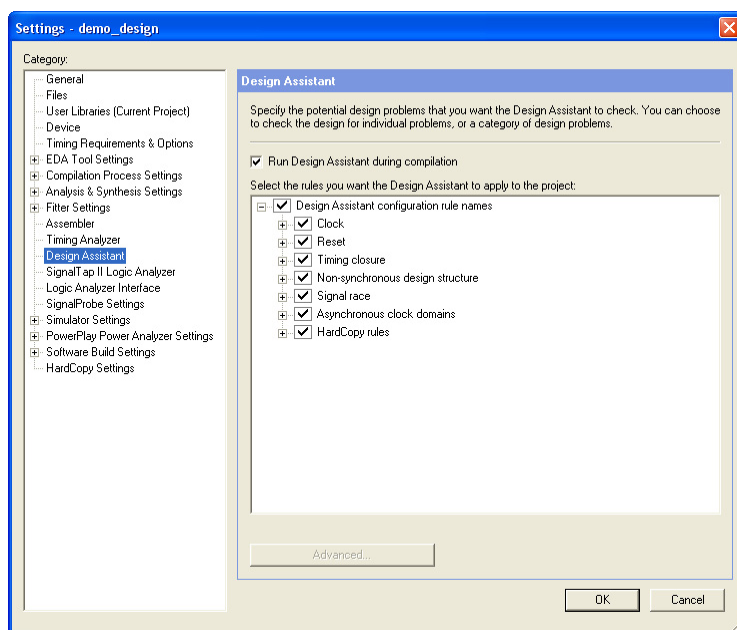 Settings - demo_design
Category:
General
Files
User Libraries (Current Project)
Device
Timing Requirements & Options
EDA Tool Settings
Compilation Process Settings
Analysis & Synthesis Settings
Fitter Settings
Assembler
Timing Analyzer
Design Assistant
SignalTap II Logic Analyzer
Logic Analyzer Interface
SignalProbe Settings
Simulator Settings
PowerPlay Power Analyzer Settings
Software Build Settings
HardCopy Settings
Design Assistant
Specify the potential design problems that you want the Design Assistant to check. You can choose
to check the design for individual problems, or a category of design problems.
Run Design Assistant during compilation
Select the rules you want the Design Assistant to apply to the project:
Design Assistant configuration rule names
Clock
Reset
Timing closure
Non-synchronous design structure
Signal race
Asynchronous clock domains
HardCopy rules
Advanced...
OK
Cancel